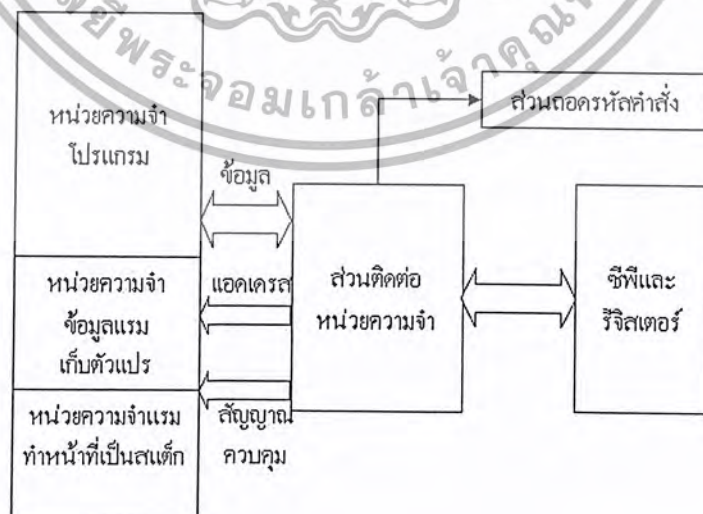 ยีพระจอมเกล้าเจ้าคุณ
หน่วยความจำ
โปรแกรม
ส่วนถอดรหัสคำสั่ง
ข้อมูล
หน่วยความจำ
ข้อมูลแรม
เก็บตัวแปร
แอดเครส
ส่วนติดต่อ
หน่วยความจำ
ซีพีและ
รีจิสเตอร์
หน่วยความจำแรม
ทำหน้าที่เป็นสแต็ก
สัญญาณ
ควบคุม